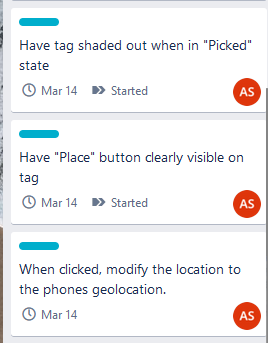 Have tag shaded out when in "Picked"
state
Mar 14 Started
AS
Have "Place" button clearly visible on
tag
Mar 14 Started
AS
When clicked, modify the location to
the phones geolocation.
Mar 14
AS